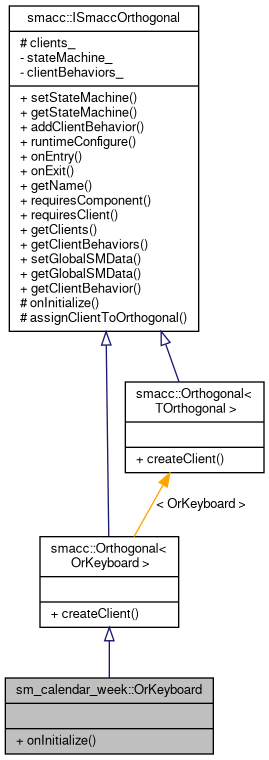 smacc::ISmaccOrthogonal
# clients_
- stateMachine_
- clientBehaviors_
+ setStateMachine()
+ getStateMachine()
+ addClientBehavior()
+ runtimeConfigure()
+ onEntry()
+ onExit()
+ getName()
+ requiresComponent()
+ requiresClient()
+ getClients()
+ getClientBehaviors()
+ setGlobalSMData()
+ getGlobalSMData()
+ getClientBehavior()
# onInitialize()
# assignClientToOrthogonal()
smacc::Orthogonal<
TOrthogonal >
+ createClient()
< OrKeyboard >
smacc::Orthogonal<
OrKeyboard >
+ createClient()
sm_calendar_week::OrKeyboard
+ onInitialize()